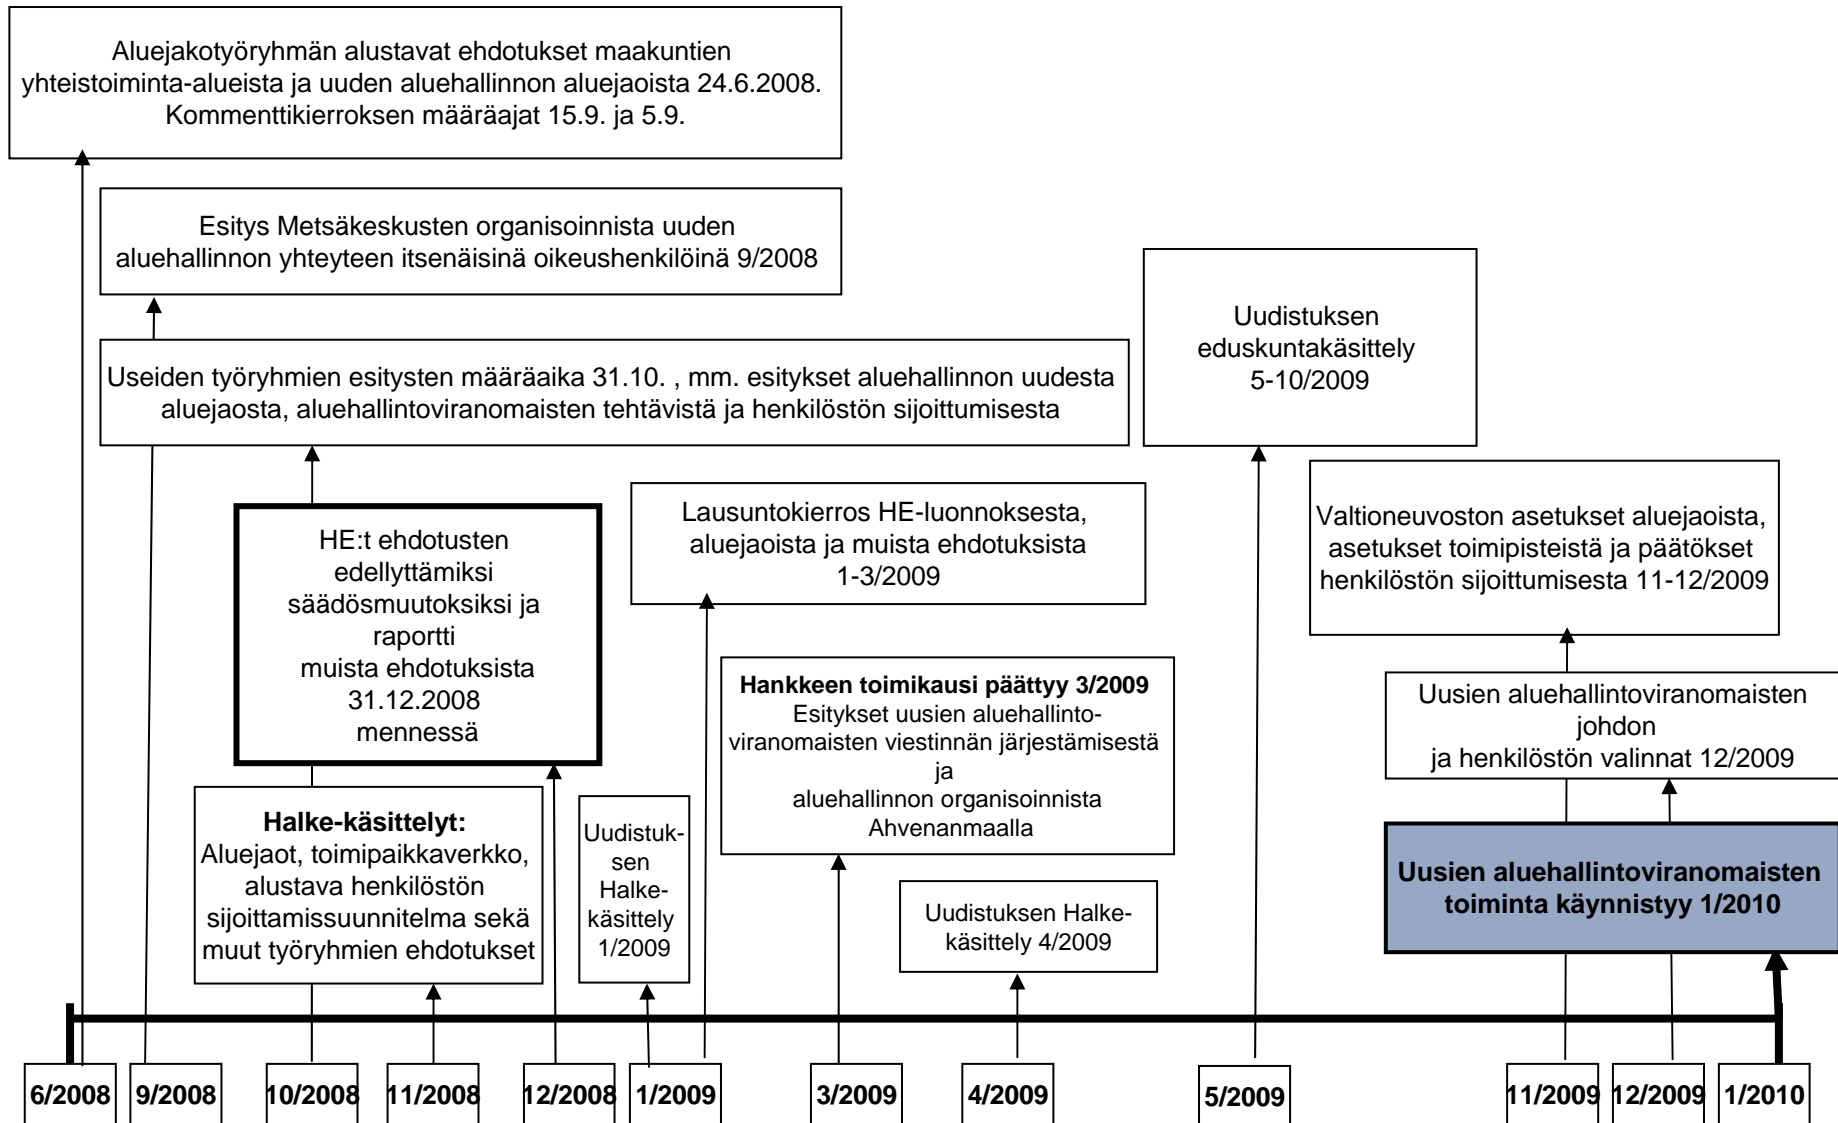 Aluejakotyöryhmän alustavat ehdotukset maakuntien
yhteistoiminta-alueista ja uuden aluehallinnon aluejaoista 24.6.2008.
Kommenttikierroksen määräajat 15.9. ja 5.9.
Esitys Metsäkeskusten organisoinnista uuden
aluehallinnon yhteyteen itsenäisinä oikeushenkilöinä 9/2008
Useiden työryhmien esitysten määräaika 31.10. , mm. esitykset aluehallinnon uudesta
aluejaosta, aluehallintoviranomaisten tehtävistä ja henkilöstön sijoittumisesta
Uudistuksen
eduskuntakäsittely
5-10/2009
HE:t ehdotusten
edellyttämiksi
säädösmuutoksiksi ja
raportti
muista ehdotuksista
31.12.2008
mennessä
Lausuntokierros HE-luonnoksesta,
aluejaoista ja muista ehdotuksista
1-3/2009
Valtioneuvoston asetukset aluejaoista,
asetukset toimipisteistä ja päätökset
henkilöstön sijoittumisesta 11-12/2009
Hankkeen toimikausi päättyy 3/2009
Esitykset uusien aluehallinto-
viranomaisten viestinnän järjestämisestä
ja
aluehallinnon organisoinnista
Ahvenanmaalla
Uusien aluehallintoviranomaisten
johdon
ja henkilöstön valinnat 12/2009
Halke-käsittelyt:
Aluejaot, toimipaikkaverkko,
alustava henkilöstön
sijoittamissuunnitelma sekä
muut työryhmien ehdotukset
Uudistuk-
sen
Halke-
käsittely
1/2009
Uudistuksen Halke-
käsittely 4/2009
Uusien aluehallintoviranomaisten
toiminta käynnistyy 1/2010
6/2008
9/2008
10/2008
11/2008
12/2008
1/2009
3/2009
4/2009
5/2009
11/2009
12/2009
1/2010